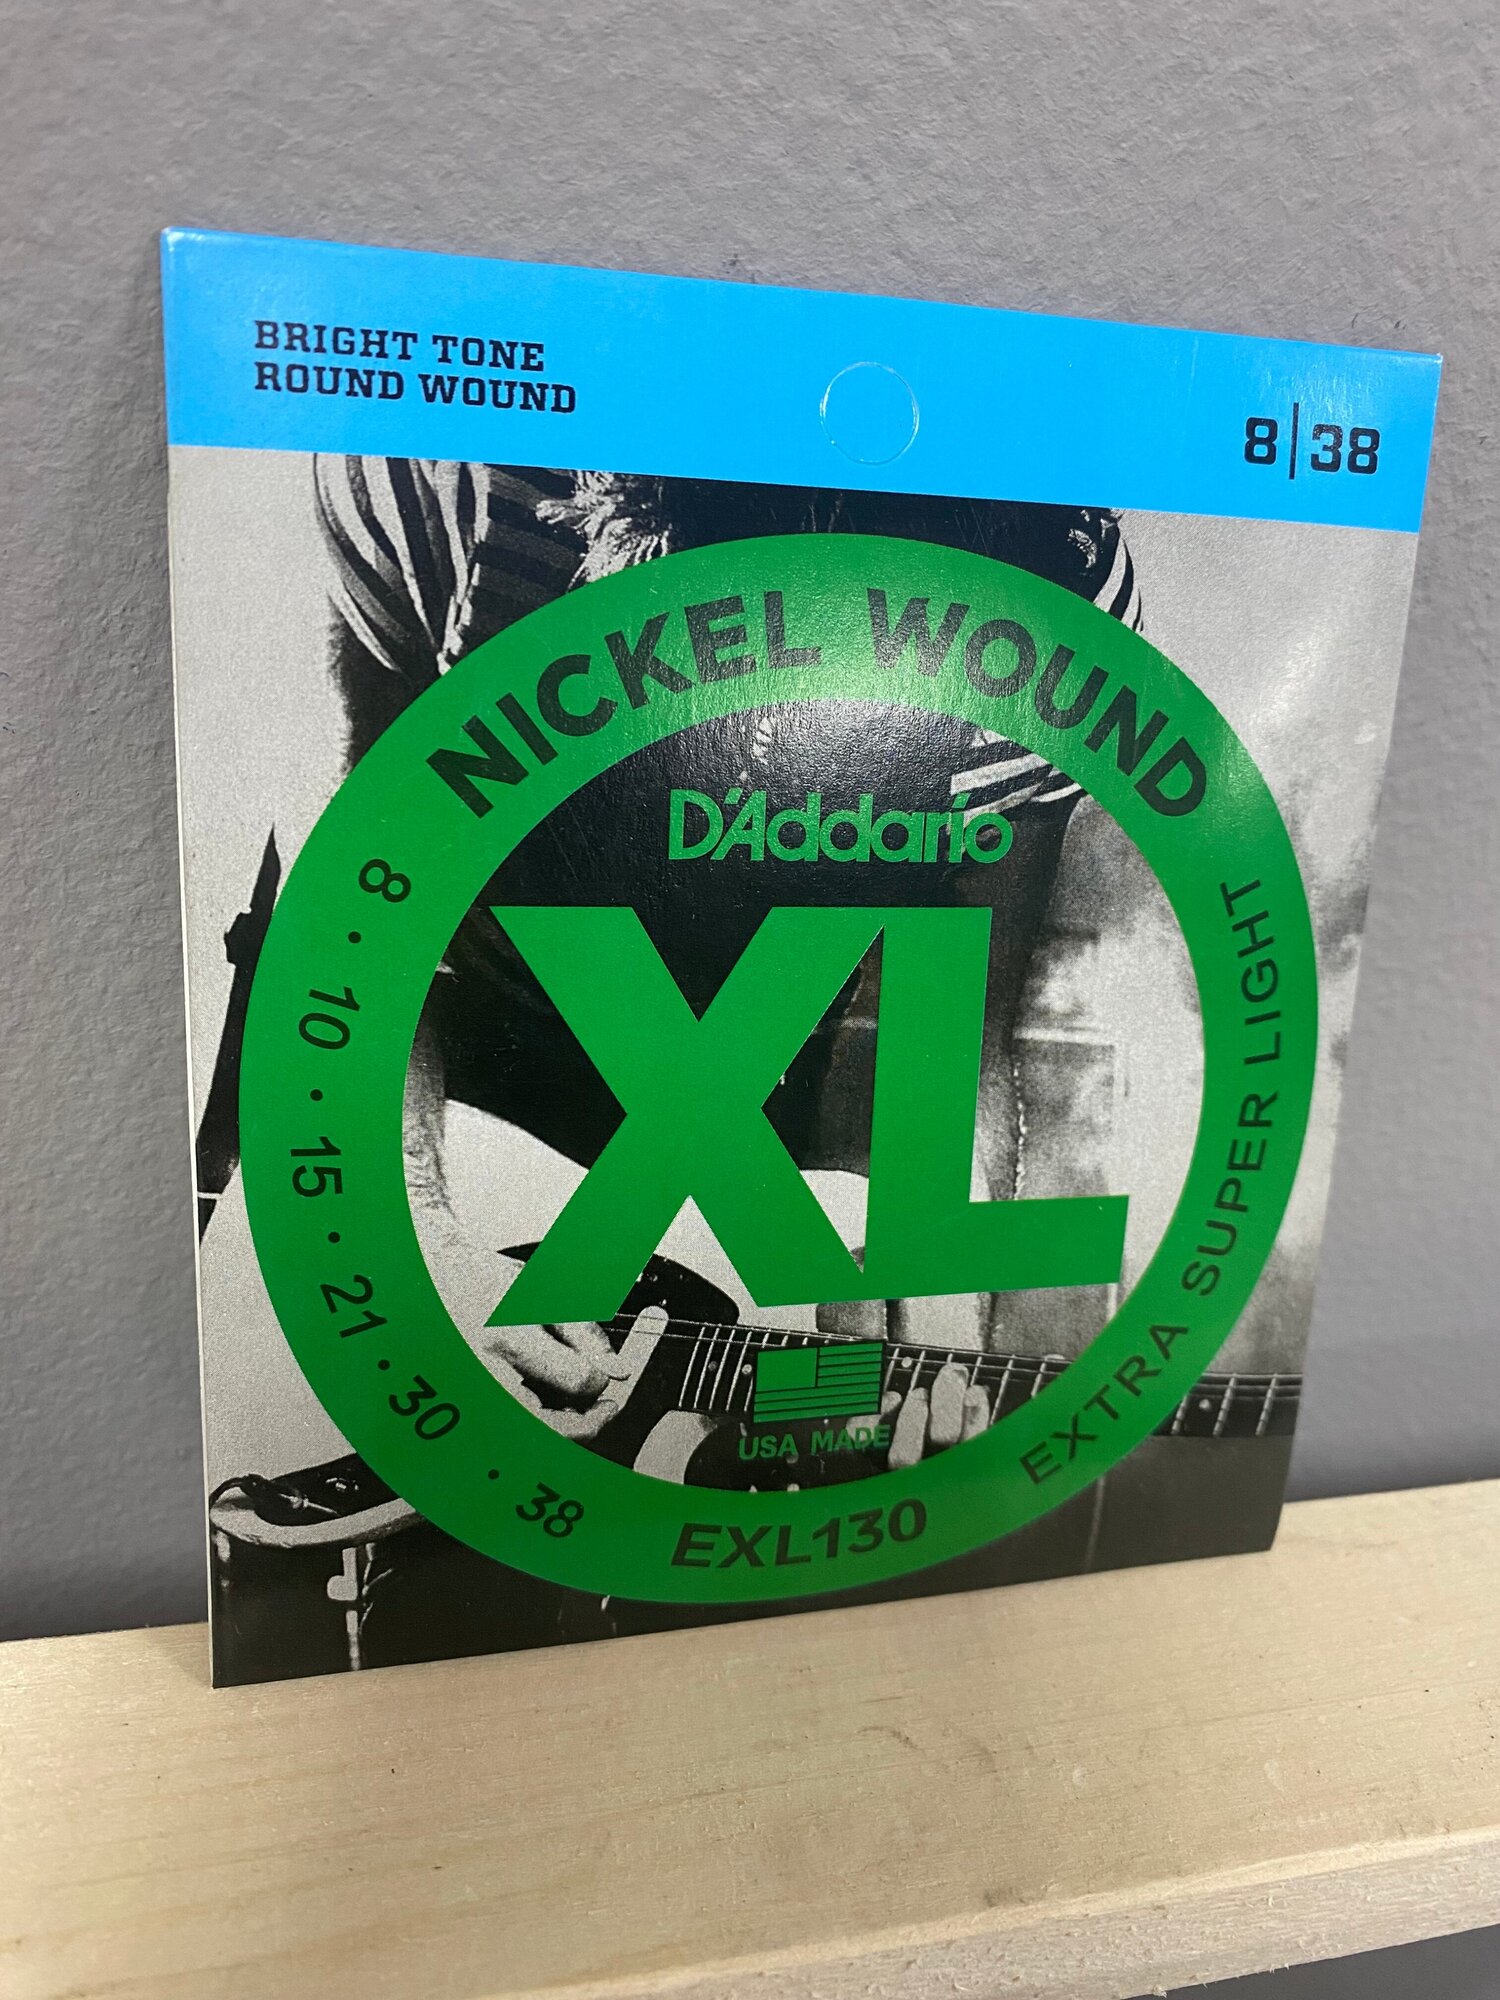 BRIGHT TONE
ROUND WOUND
8|38
NICKEL WOUND
D'Addario
XL
USA MADE
8 • 10 • 15 • 21 • 30 • 38
EXL130
EXTRA SUPER LIGHT